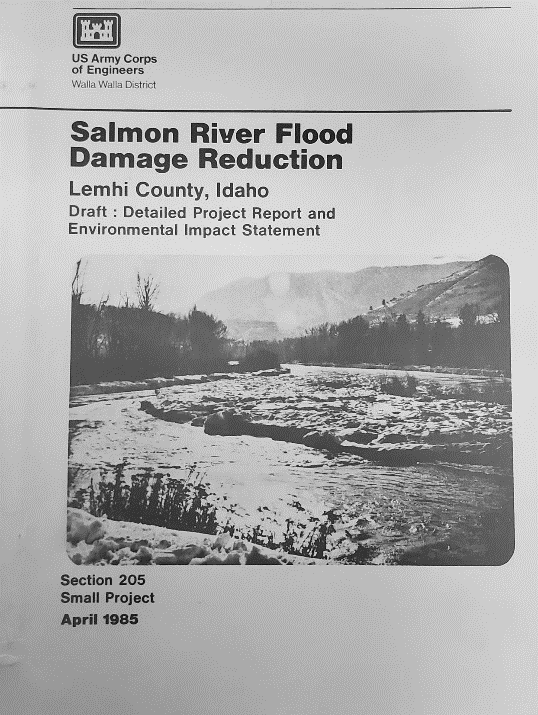 US Army Corps
of Engineers
Walla Walla District
Salmon River Flood
Damage Reduction
Lemhi County, Idaho
Draft : Detailed Project Report and
Environmental Impact Statement
Section 205
Small Project
April 1985